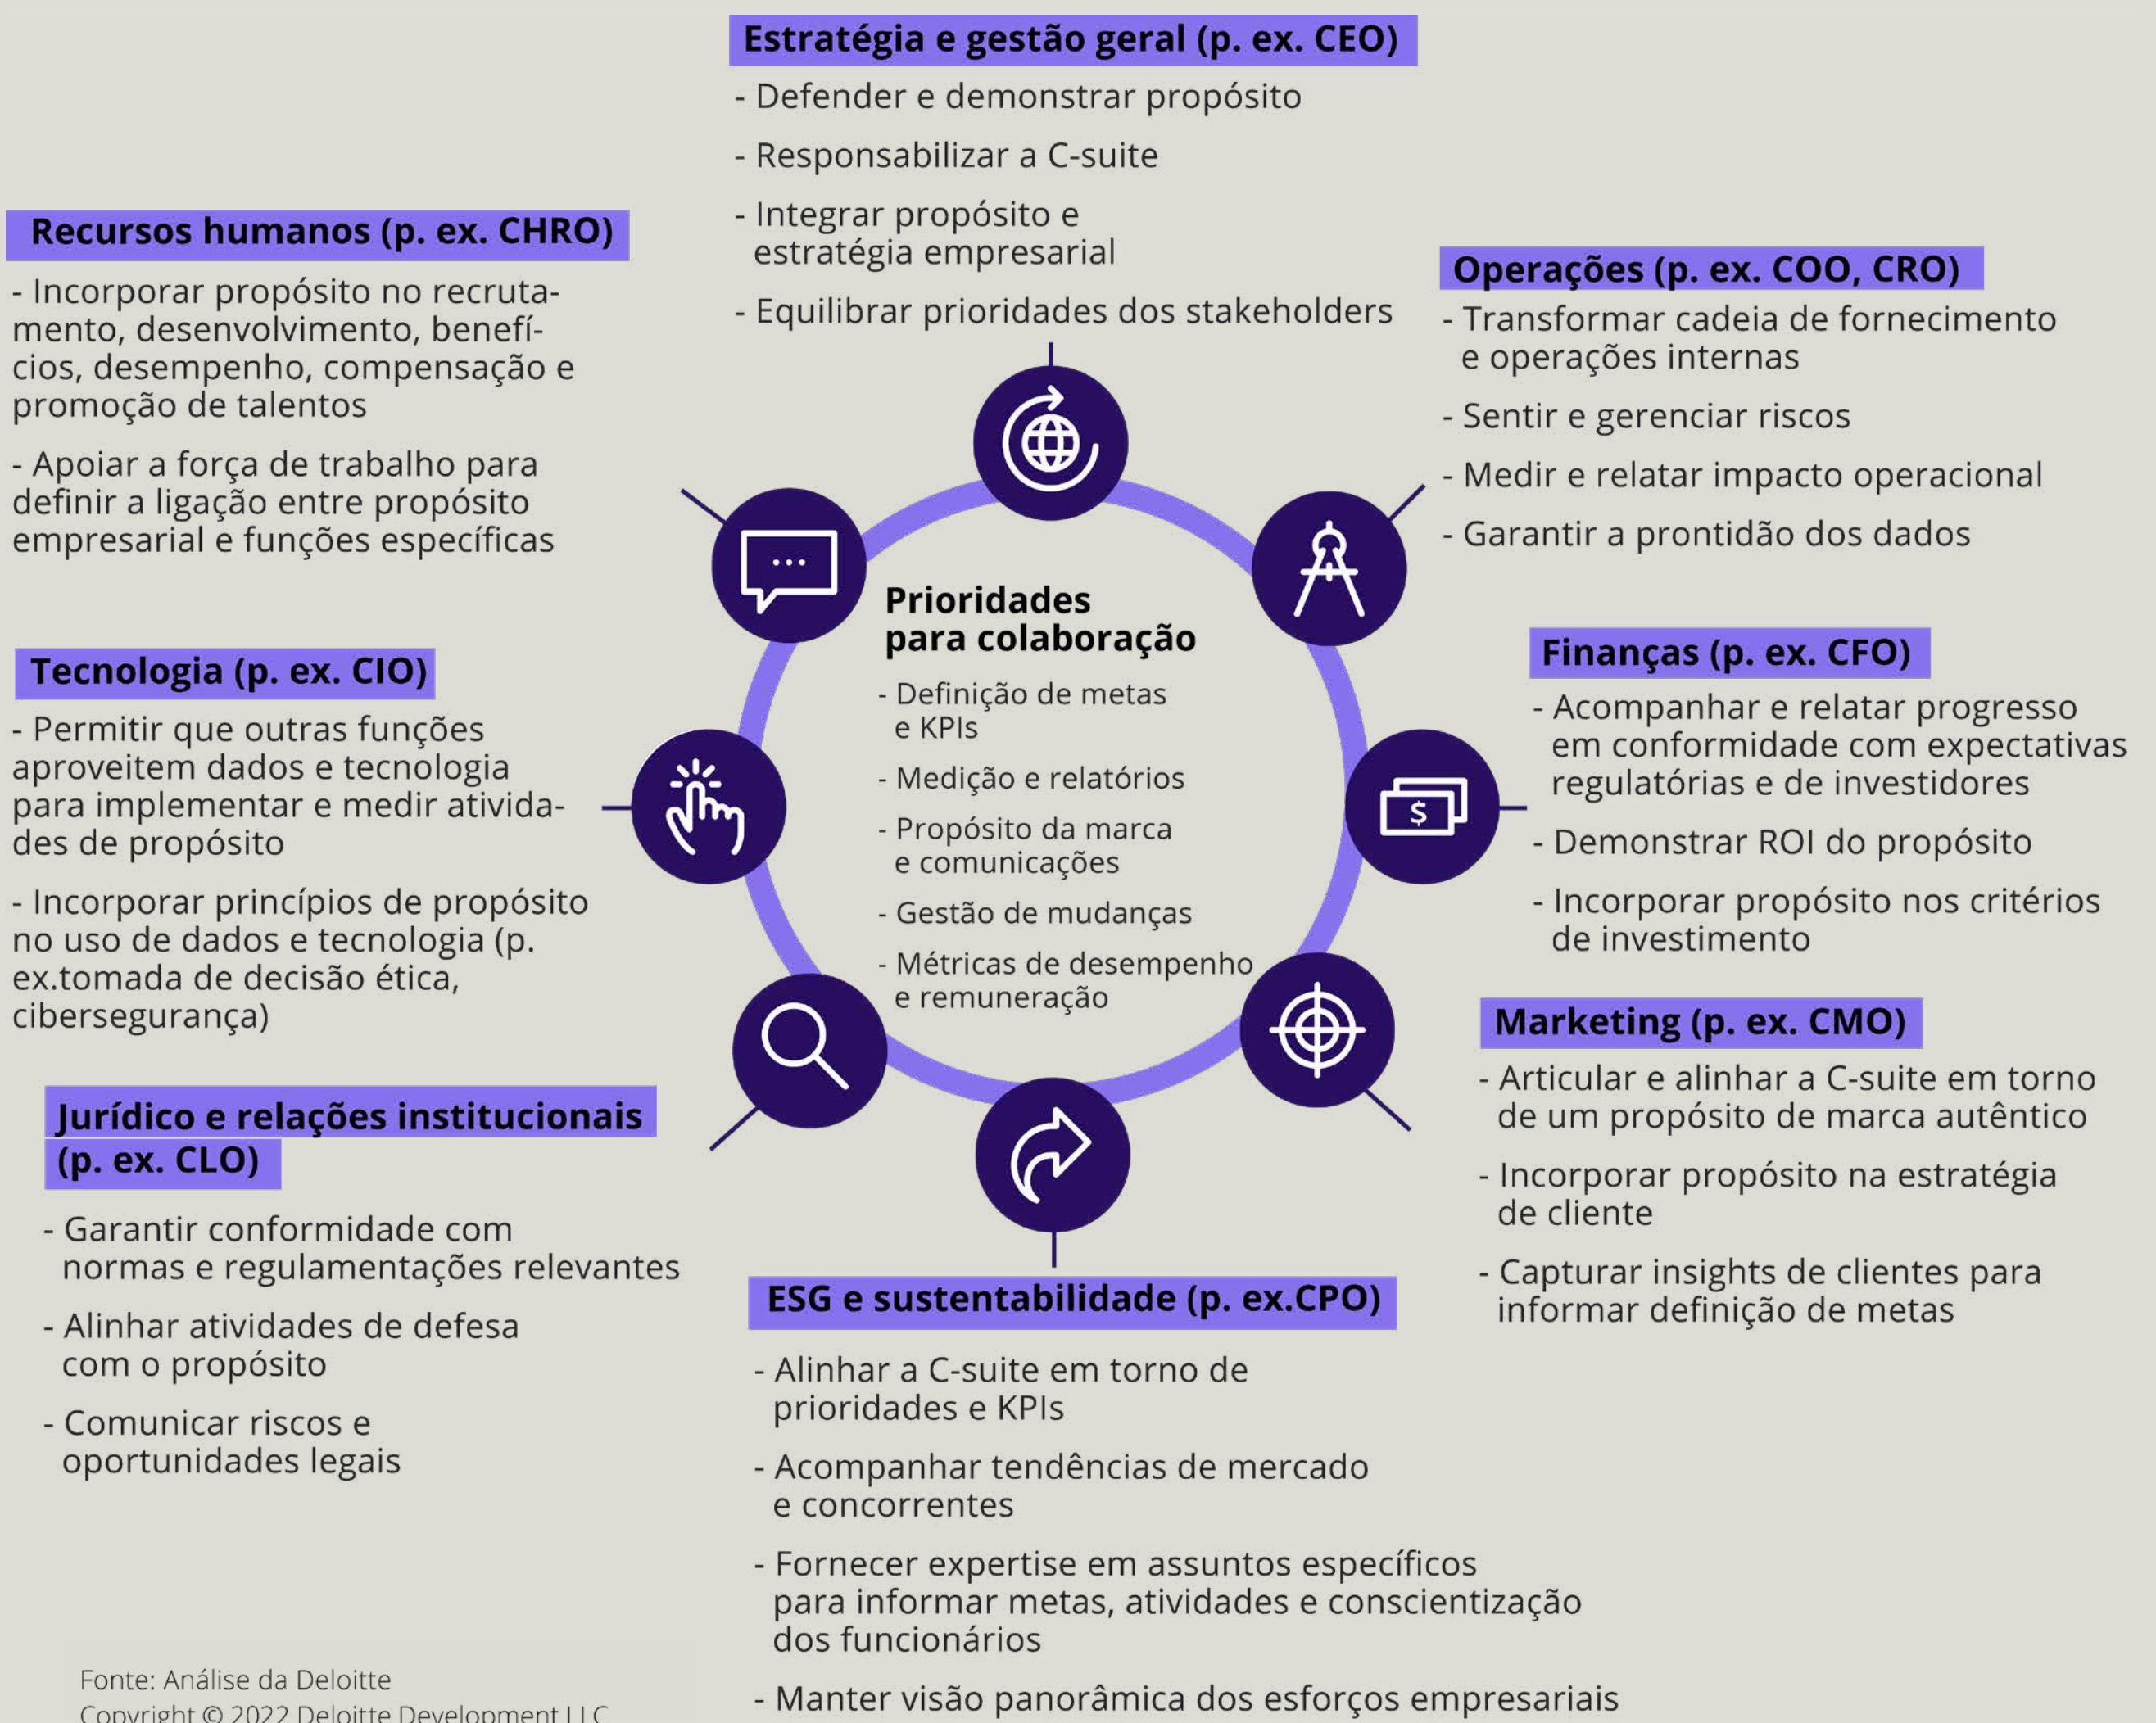 Estratégia e gestão geral (p. ex. CEO)
- Defender e demonstrar propósito
- Responsabilizar a C-suite
- Integrar propósito e
estratégia empresarial
- Equilibrar prioridades dos stakeholders
Recursos humanos (p. ex. CHRO)
- Incorporar propósito no recruta-
mento, desenvolvimento, benefí-
cios, desempenho, compensação e
promoção de talentos
- Apoiar a força de trabalho para
definir a ligação entre propósito
empresarial e funções específicas
Operações (p. ex. COO, CRO)
- Transformar cadeia de fornecimento
e operações internas
- Sentir e gerenciar riscos
- Medir e relatar impacto operacional
- Garantir a prontidão dos dados
Prioridades
para colaboração
- Definição de metas
e KPIs
- Medição e relatórios
- Propósito da marca
e comunicações
- Gestão de mudanças
- Métricas de desempenho
e remuneração
Tecnologia (p. ex. CIO)
- Permitir que outras funções
aproveitem dados e tecnologia
para implementar e medir ativida-
des de propósito
- Incorporar princípios de propósito
no uso de dados e tecnologia (p.
ex.tomada de decisão ética,
cibersegurança)
$
Finanças (p. ex. CFO)
- Acompanhar e relatar progresso
em conformidade com expectativas
regulatórias e de investidores
- Demonstrar ROI do propósito
- Incorporar propósito nos critérios
de investimento
Marketing (p. ex. CMO)
- Articular e alinhar a C-suite em torno
de um propósito de marca autêntico
- Incorporar propósito na estratégia
de cliente
- Capturar insights de clientes para
informar definição de metas
Jurídico e relações institucionais
(p. ex. CLO)
- Garantir conformidade com
normas e regulamentações relevantes
- Alinhar atividades de defesa
com o propósito
- Comunicar riscos e
oportunidades legais
ESG e sustentabilidade (p. ex.CPO)
- Alinhar a C-suite em torno de
prioridades e KPIs
- Acompanhar tendências de mercado
e concorrentes
- Fornecer expertise em assuntos específicos
para informar metas, atividades e conscientização
dos funcionários
- Manter visão panorâmica dos esforços empresariais
Fonte: Análise da Deloitte
Copyright © 2022 Deloitte Development LLC